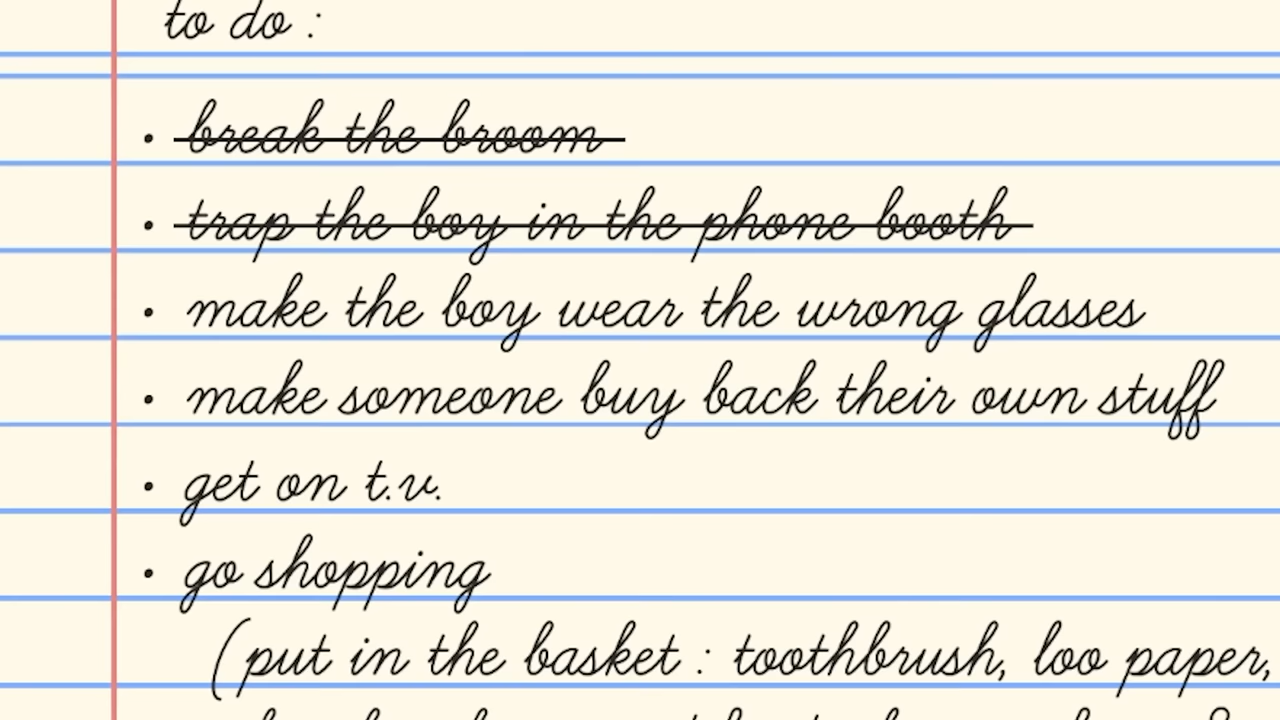 to do :
• break the broom
• trap the boy in the phone booth
• make the boy wear the wrong glasses
• make someone buy back their own stuff
• get on t.v.
• go shopping
(put in the basket : toothbrush, loo paper,